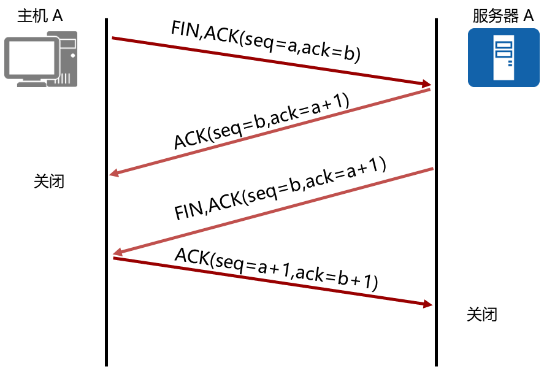 主机 A
服务器 A
FIN,ACK(seq=a,ack=b)
ACK(seq=b,ack=a+1)
关闭
FIN,ACK(seq=b,ack=a+1)
ACK(seq=a+1,ack=b+1)
关闭